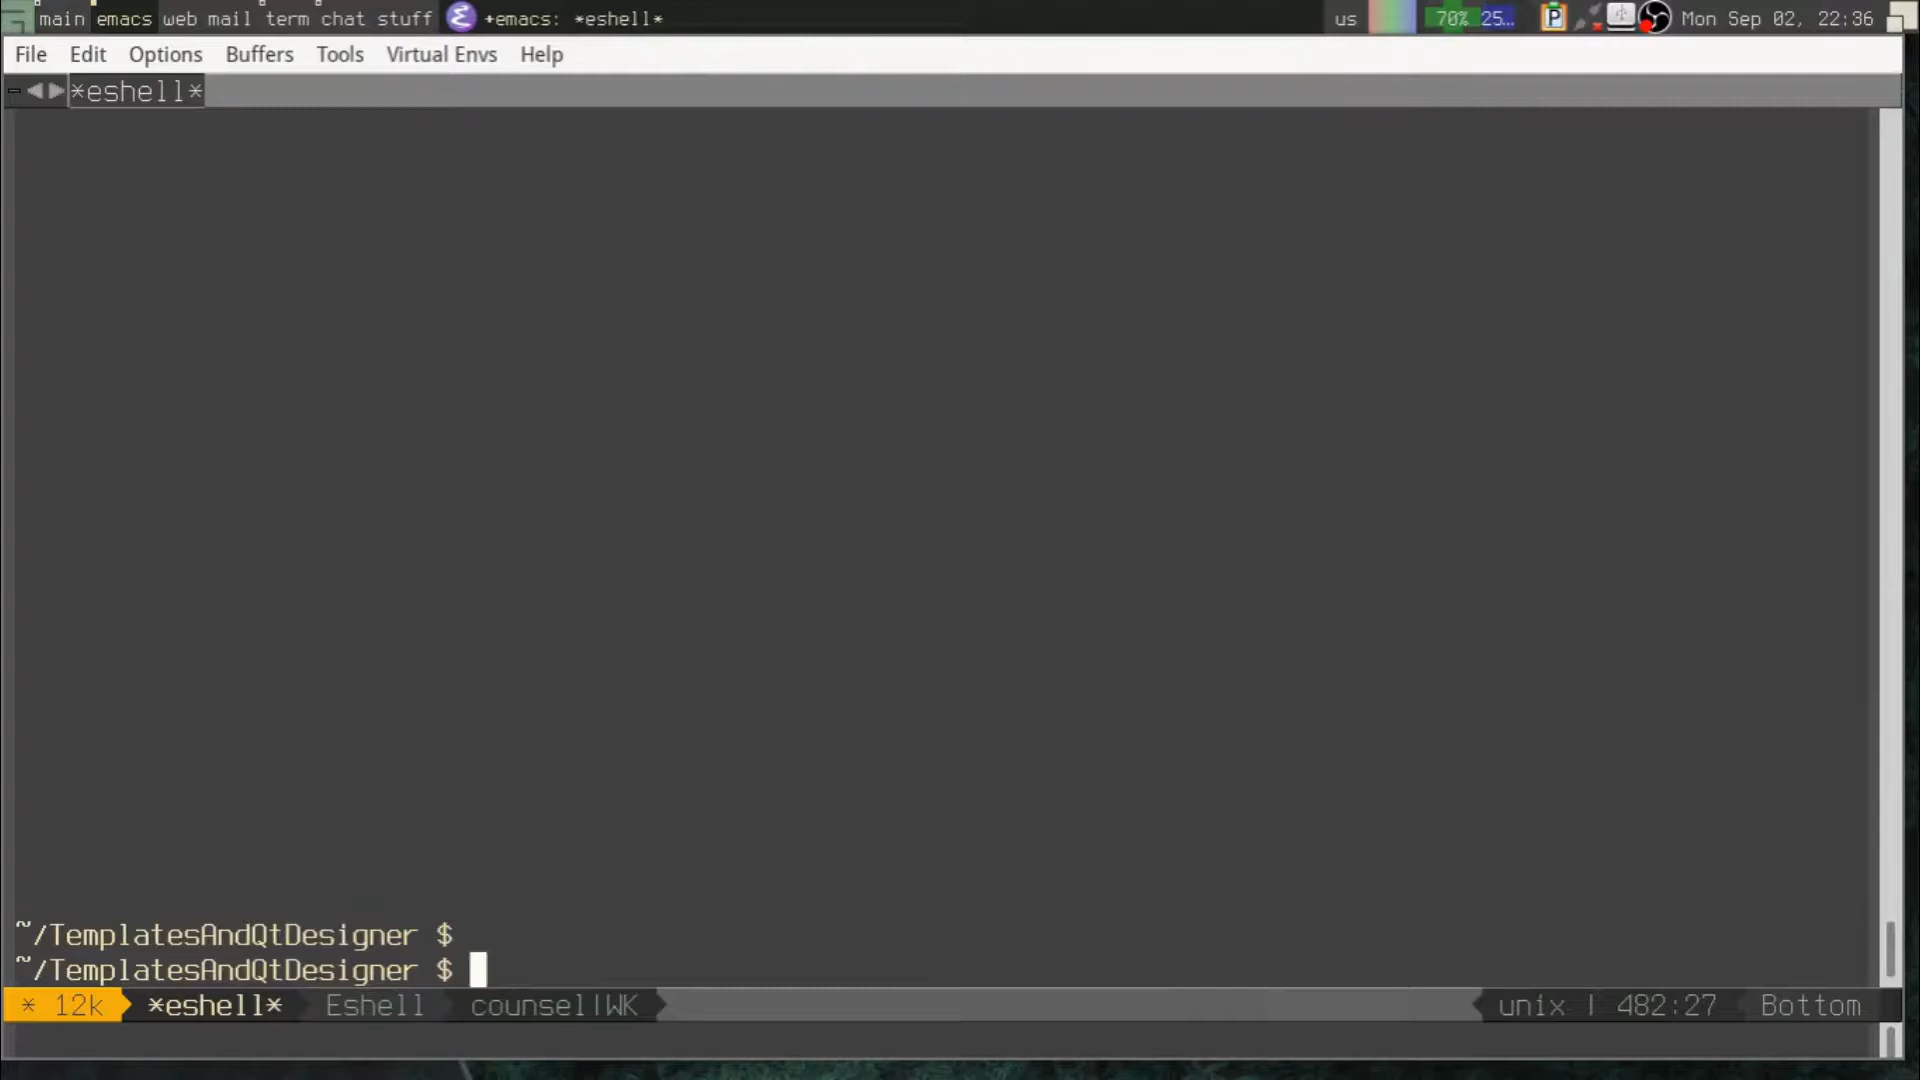 main emacs web mail term chat stuff +emacs: *eshell* us 70% 25... P Mon Sep 02, 22:36
File Edit Options Buffers Tools Virtual Envs Help
*eshell*
~/TemplatesAndQtDesigner $
~/TemplatesAndQtDesigner $
* 12k *eshell* Eshell counsel|WK unix | 482:27 Bottom